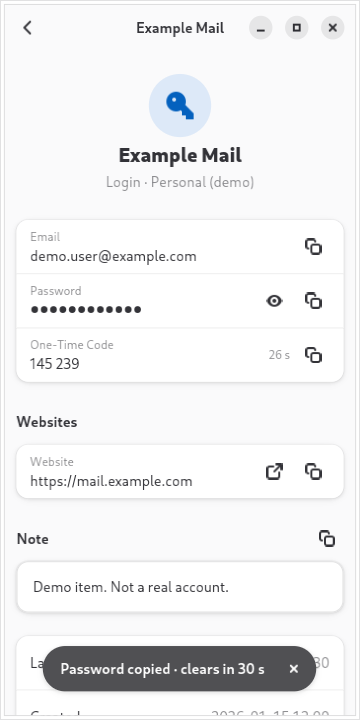 Example Mail
Example Mail
Login · Personal (demo)
Email
demo.user@example.com
Password
●●●●●●●●●●●●
One-Time Code
145 239
26 s
Websites
Website
https://mail.example.com
Note
Demo item. Not a real account.
Password copied · clears in 30 s